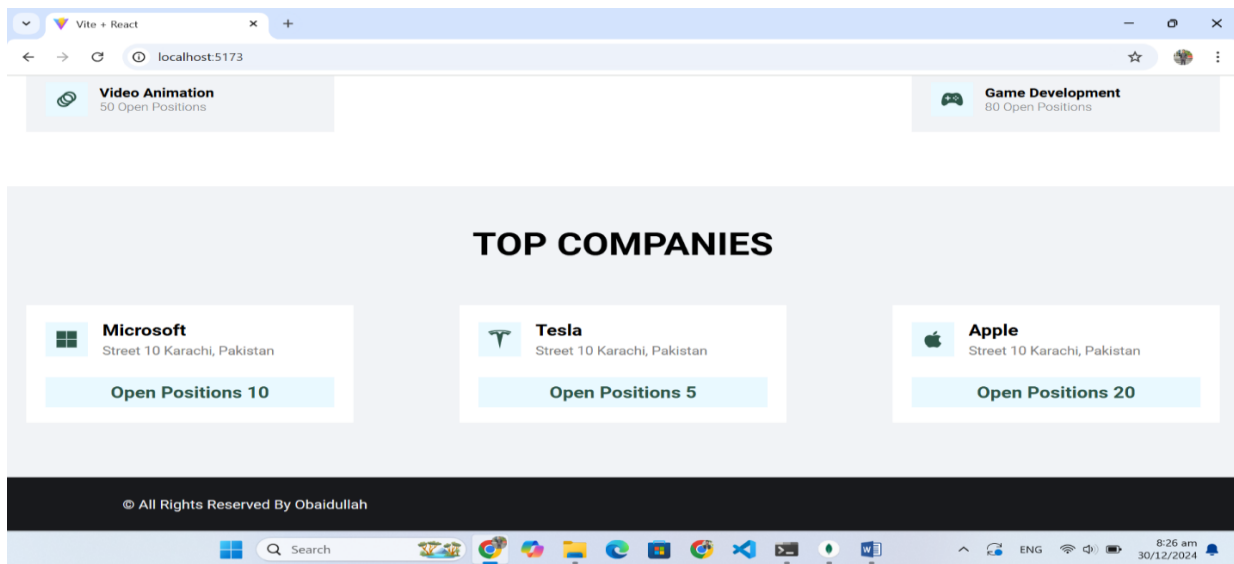 Vite + React
localhost:5173
Video Animation
50 Open Positions
Game Development
80 Open Positions
TOP COMPANIES
Microsoft
Street 10 Karachi, Pakistan
Open Positions 10
Tesla
Street 10 Karachi, Pakistan
Open Positions 5
Apple
Street 10 Karachi, Pakistan
Open Positions 20
© All Rights Reserved By Obaidullah
Search
ENG
8:26 am
30/12/2024